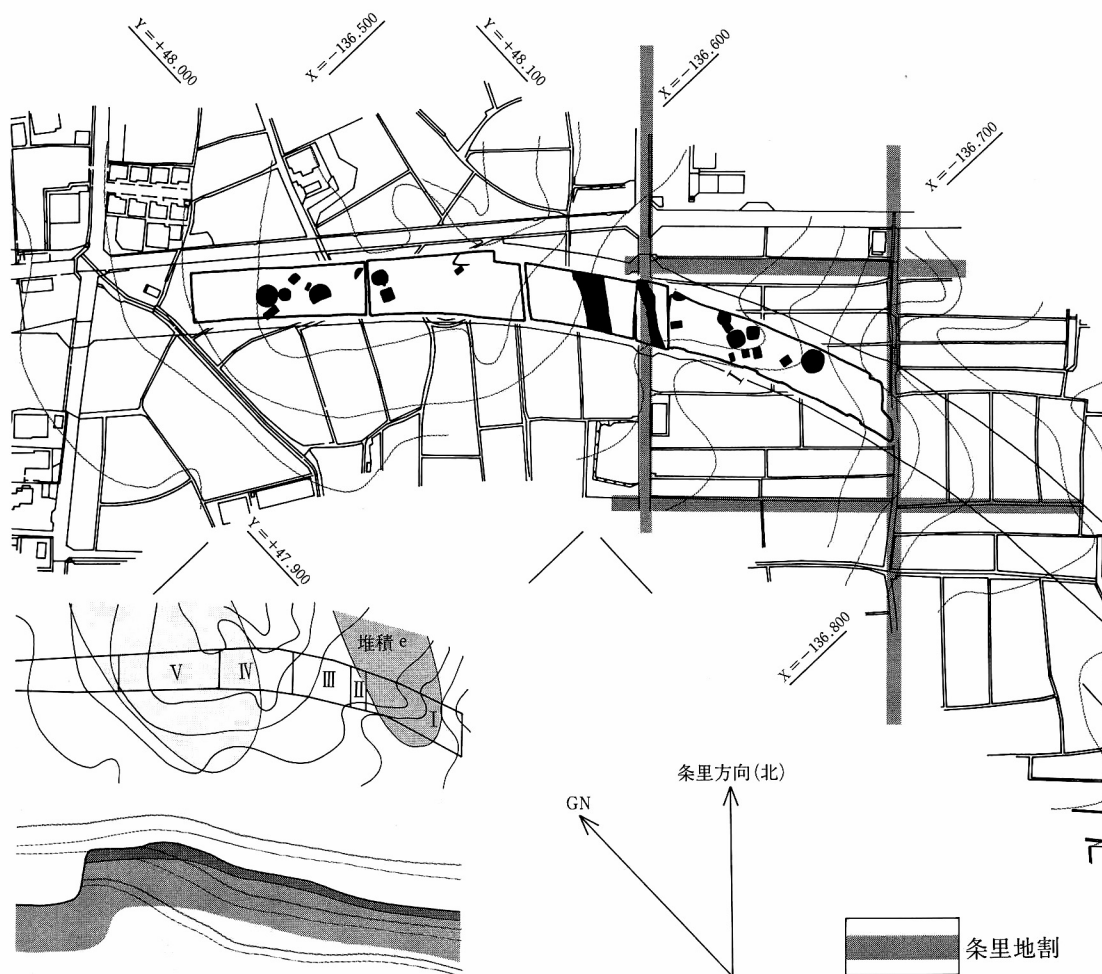 Y=+48.000
X=-136.500
Y=+48.100
X=-136.600
X=-136.700
Y=+47.900
X=-136.800
堆積 e
V
Ⅳ
Ⅲ
Ⅱ
I
条里方向(北)
GN
条里地割